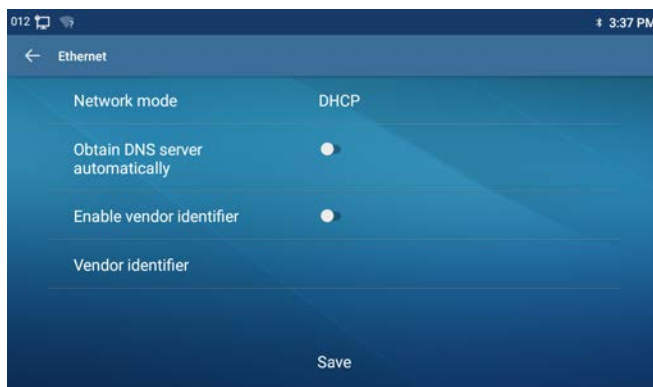 012 3:37 PM
Ethernet
Network mode DHCP
Obtain DNS server
automatically
Enable vendor identifier
Vendor identifier
Save